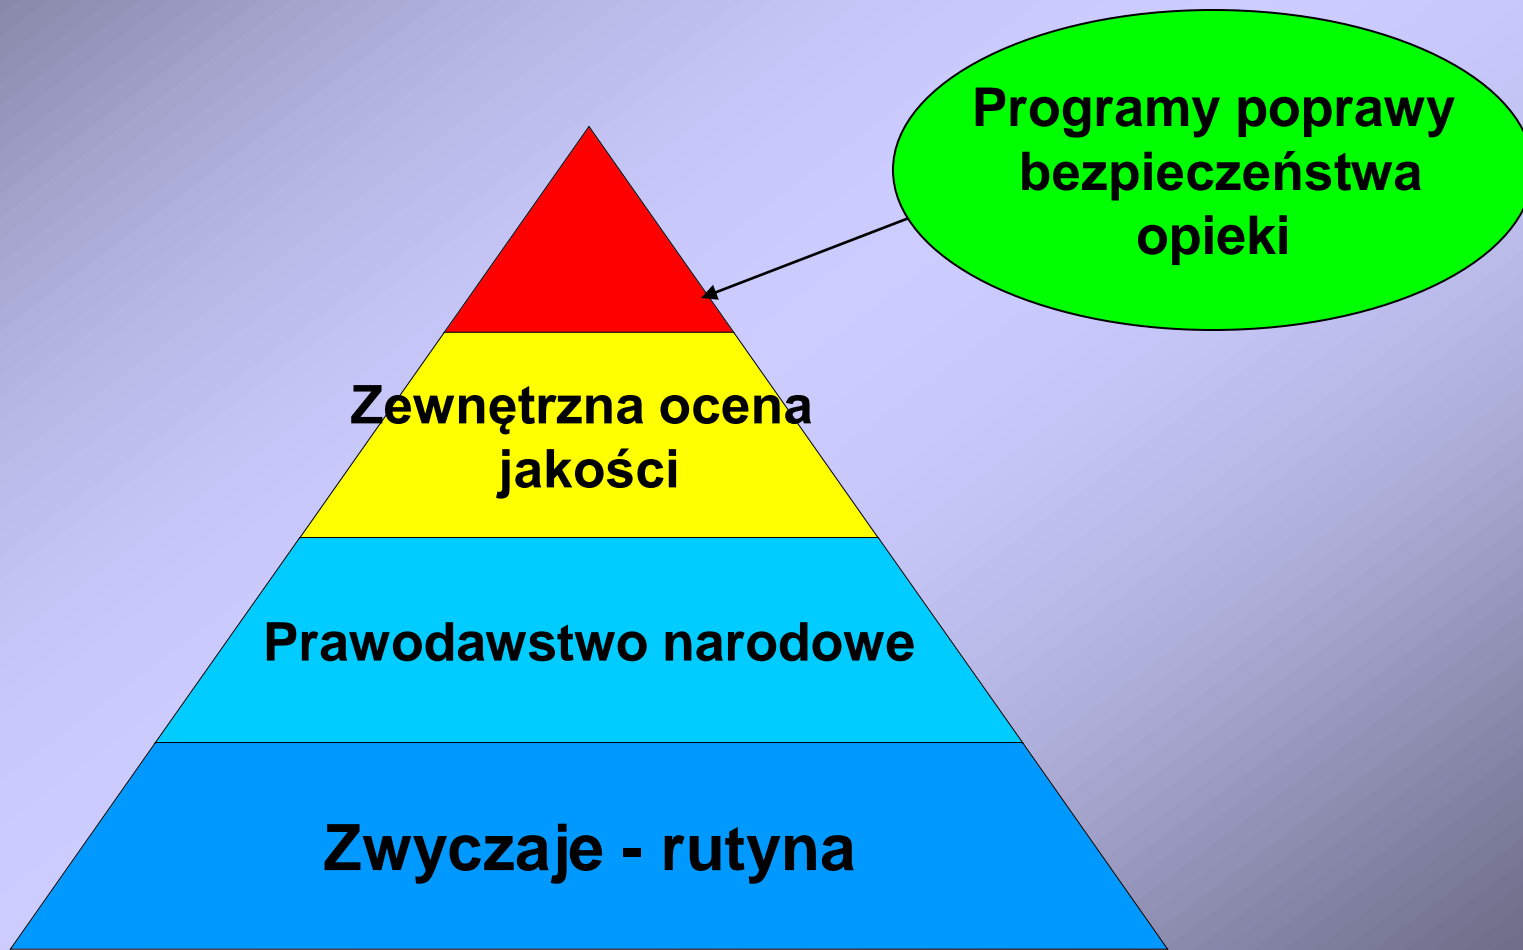 Programy poprawy
bezpieczeństwa
opieki
Zewnętrzna ocena
jakości
Prawodawstwo narodowe
Zwyczaje - rutyna